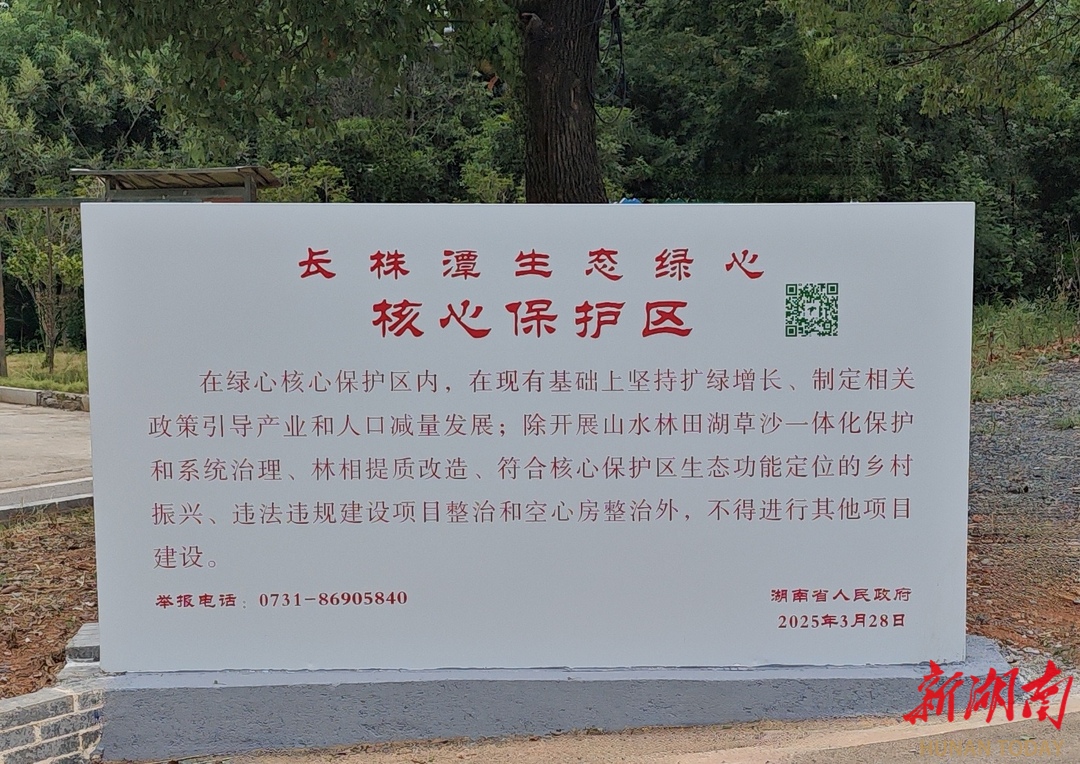 长株潭生态绿心
核心保护区
在绿心核心保护区内，在现有基础上坚持扩绿增长、制定相关
政策引导产业和人口减量发展；除开展山水林田湖草沙一体化保护
和系统治理、林相提质改造、符合核心保护区生态功能定位的乡村
振兴、违法违规建设项目整治和空心房整治外，不得进行其他项目
建设。
举报电话：0731-86905840
湖南省人民政府
2025年3月28日
新湖南
HUNAN TODAY